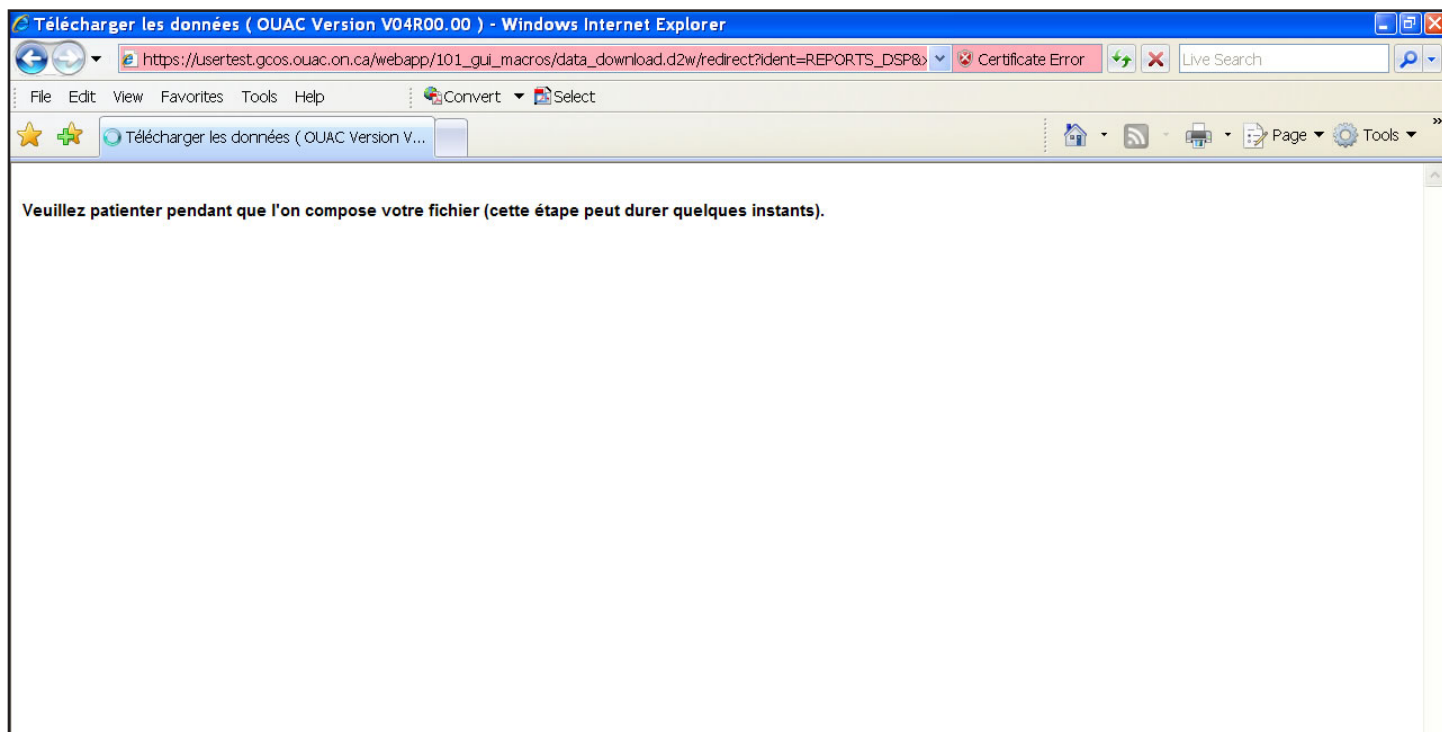 Télécharger les données ( OUAC Version V04R00.00 ) - Windows Internet Explorer
https://usertest.gcos.ouac.on.ca/webapp/101_gui_macros/data_download.d2w/redirect?ident=REPORTS_DSP& Certificate Error Live Search
File Edit View Favorites Tools Help Convert Select
Télécharger les données ( OUAC Version V... Page Tools »
Veuillez patienter pendant que l'on compose votre fichier (cette étape peut durer quelques instants).